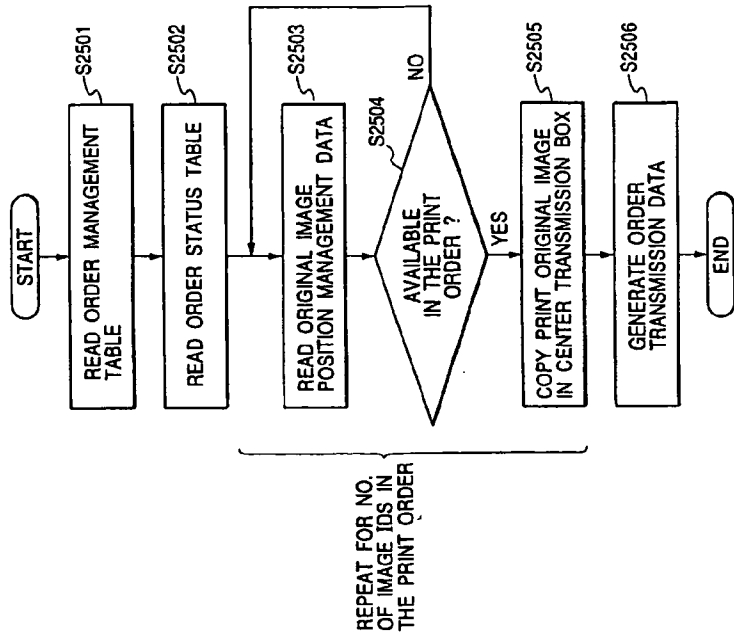 START
S2501
READ ORDER MANAGEMENT
TABLE
S2502
READ ORDER STATUS TABLE
S2503
READ ORIGINAL IMAGE
POSITION MANAGEMENT DATA
S2504
AVAILABLE
IN THE PRINT
ORDER ?
NO
YES
S2505
COPY PRINT ORIGINAL IMAGE
IN CENTER TRANSMISSION BOX
S2506
GENERATE ORDER
TRANSMISSION DATA
END
REPEAT FOR NO.
OF IMAGE IDS IN
THE PRINT ORDER